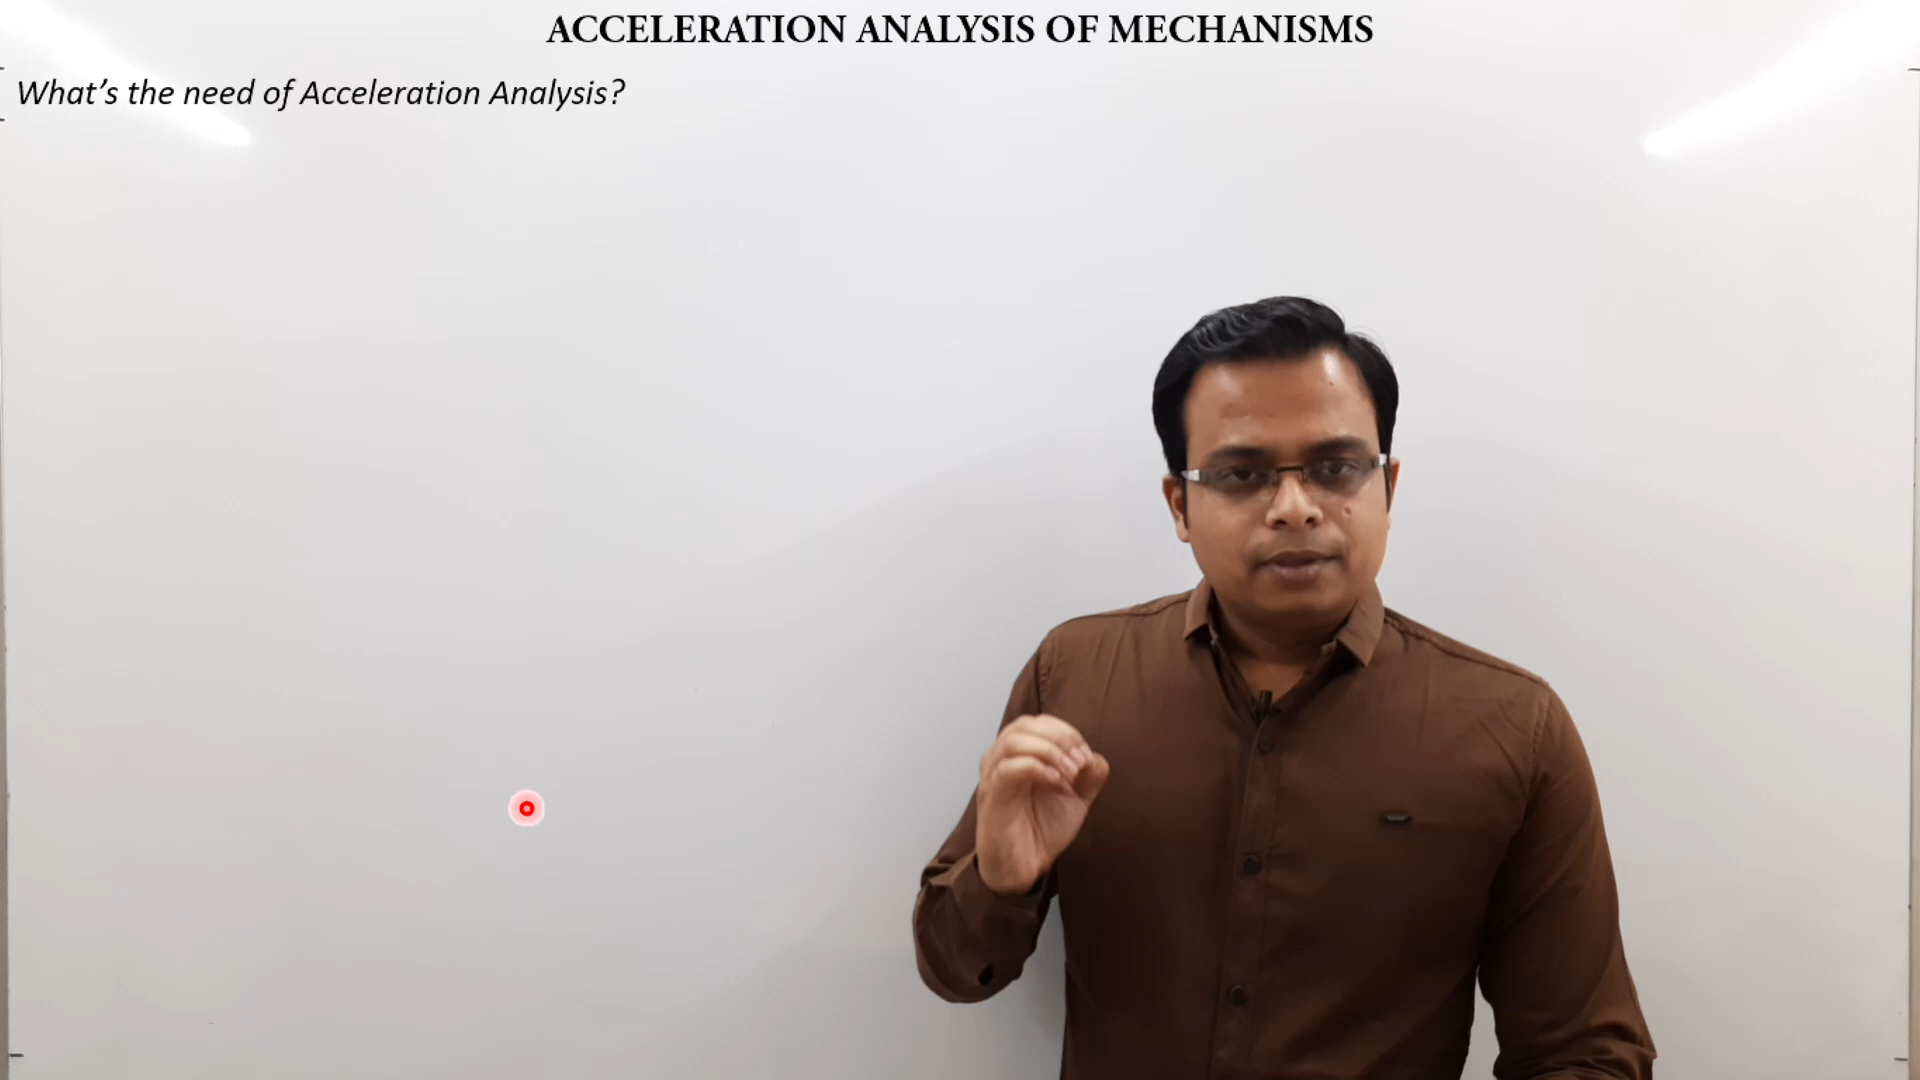 ACCELERATION ANALYSIS OF MECHANISMS
What's the need of Acceleration Analysis?